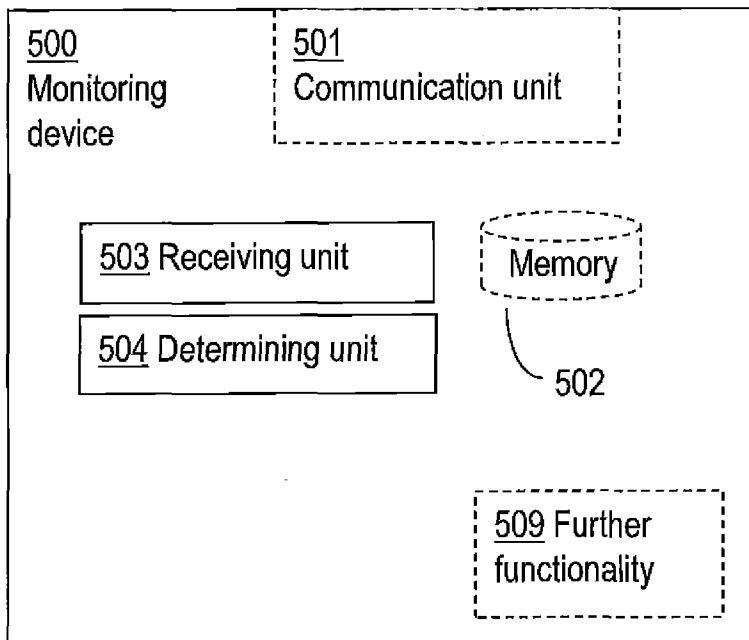 500
Monitoring
device
501
Communication unit
503 Receiving unit
Memory
504 Determining unit
502
509 Further
functionality